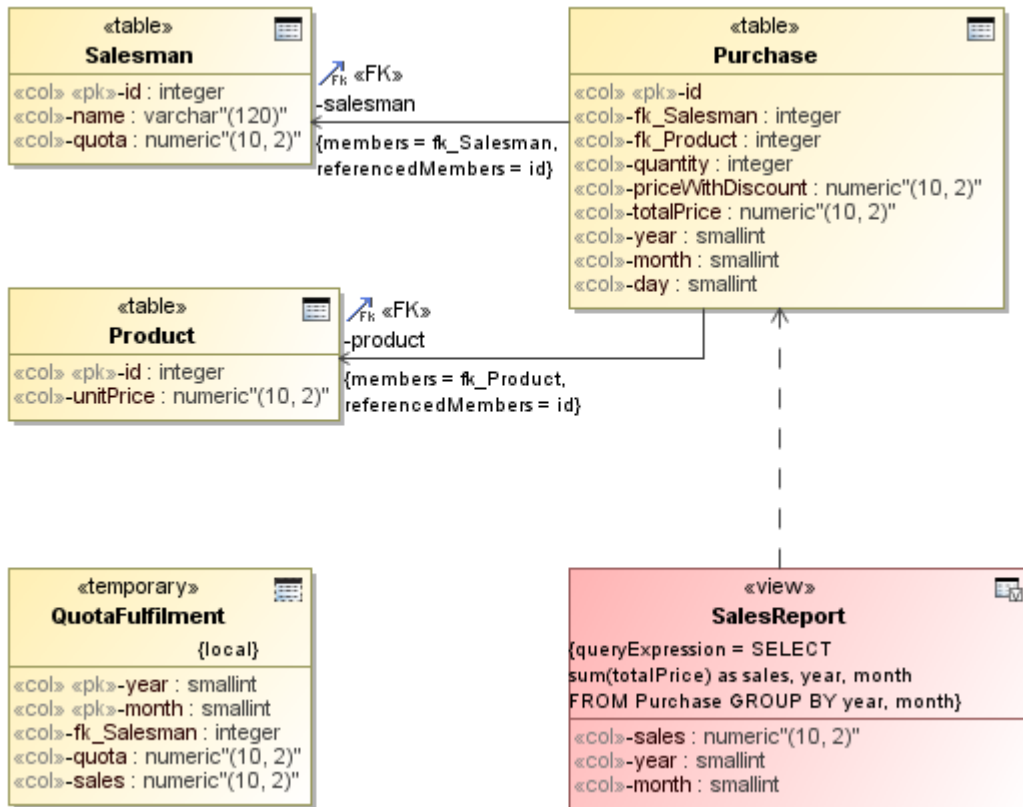 «table»
Salesman
«col» «pk»-id : integer
«col»-name : varchar"(120)"
«col»-quota : numeric"(10, 2)"
Fk «FK»
-salesman
{members = fk_Salesman,
referencedMembers = id}
«table»
Purchase
«col» «pk»-id
«col»-fk_Salesman : integer
«col»-fk_Product : integer
«col»-quantity : integer
«col»-priceWithDiscount : numeric"(10, 2)"
«col»-totalPrice : numeric"(10, 2)"
«col»-year : smallint
«col»-month : smallint
«col»-day : smallint
«table»
Product
«col» «pk»-id : integer
«col»-unitPrice : numeric"(10, 2)"
Fk «FK»
-product
{members = fk_Product,
referencedMembers = id}
«temporary»
QuotaFulfilment
{local}
«col» «pk»-year : smallint
«col» «pk»-month : smallint
«col»-fk_Salesman : integer
«col»-quota : numeric"(10, 2)"
«col»-sales : numeric"(10, 2)"
«view»
SalesReport
{queryExpression = SELECT
sum(totalPrice) as sales, year, month
FROM Purchase GROUP BY year, month}
«col»-sales : numeric"(10, 2)"
«col»-year : smallint
«col»-month : smallint